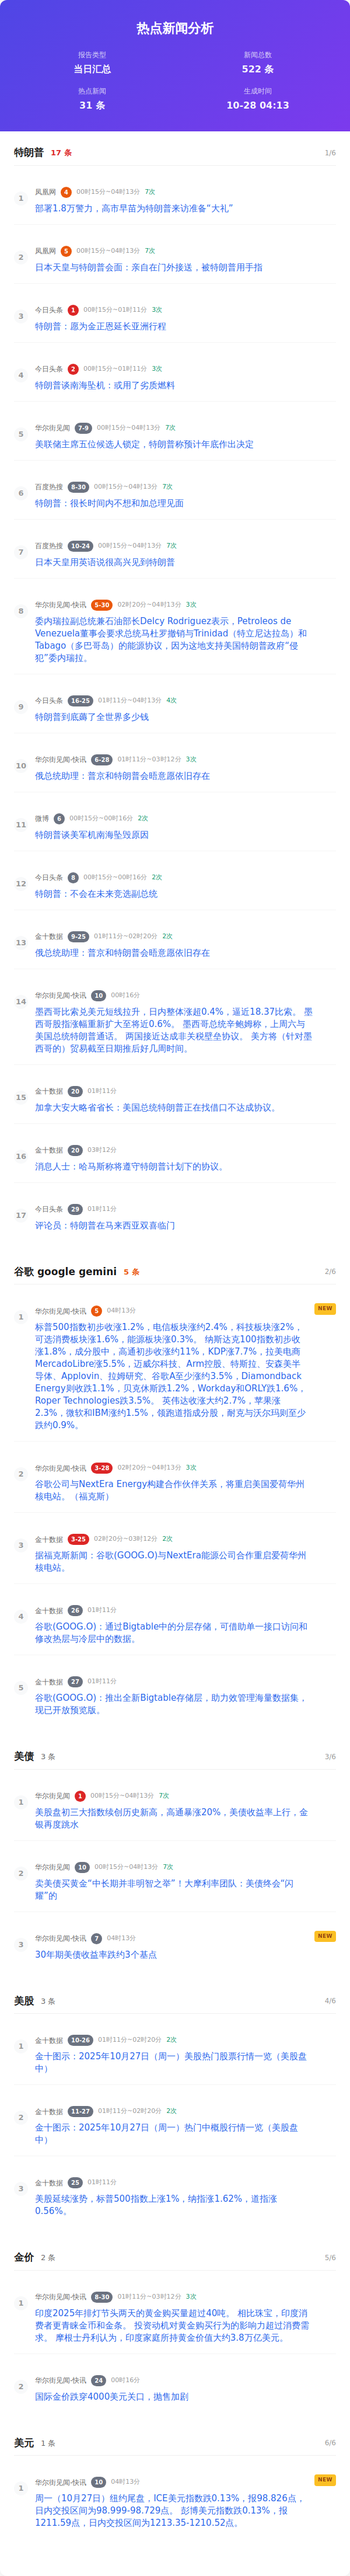 热点新闻分析
报告类型
新闻总数
当日汇总
522 条
热点新闻
生成时间
31 条
10-28 04:13
特朗普 17 条 1/6
1
凤凰网 4 00时15分~04时13分 7次
部署1.8万警力，高市早苗为特朗普来访准备“大礼”
2
凤凰网 5 00时15分~04时13分 7次
日本天皇与特朗普会面：亲自在门外接送，被特朗普用手指
3
今日头条 1 00时15分~01时11分 3次
特朗普：愿为金正恩延长亚洲行程
4
今日头条 2 00时15分~01时11分 3次
特朗普谈南海坠机：或用了劣质燃料
5
华尔街见闻 7-9 00时15分~04时13分 7次
美联储主席五位候选人锁定，特朗普称预计年底作出决定
6
百度热搜 8-30 00时15分~04时13分 7次
特朗普：很长时间内不想和加总理见面
7
百度热搜 10-24 00时15分~04时13分 7次
日本天皇用英语说很高兴见到特朗普
8
华尔街见闻-快讯 5-30 02时20分~04时13分 3次
委内瑞拉副总统兼石油部长Delcy Rodriguez表示，Petroleos de
Venezuela董事会要求总统马杜罗撤销与Trinidad（特立尼达拉岛）和
Tabago（多巴哥岛）的能源协议，因为这地支持美国特朗普政府“侵
犯”委内瑞拉。
9
今日头条 16-25 01时11分~04时13分 4次
特朗普到底薅了全世界多少钱
10
华尔街见闻-快讯 6-28 01时11分~03时12分 3次
俄总统助理：普京和特朗普会晤意愿依旧存在
11
微博 6 00时15分~00时16分 2次
特朗普谈美军机南海坠毁原因
12
今日头条 8 00时15分~00时16分 2次
特朗普：不会在未来竞选副总统
13
金十数据 9-25 01时11分~02时20分 2次
俄总统助理：普京和特朗普会晤意愿依旧存在
14
华尔街见闻-快讯 10 00时16分
墨西哥比索兑美元短线拉升，日内整体涨超0.4%，逼近18.37比索。 墨
西哥股指涨幅重新扩大至将近0.6%。 墨西哥总统辛鲍姆称，上周六与
美国总统特朗普通话。 两国接近达成非关税壁垒协议。 美方将（针对墨
西哥的）贸易截至日期推后好几周时间。
15
金十数据 20 01时11分
加拿大安大略省省长：美国总统特朗普正在找借口不达成协议。
16
金十数据 20 03时12分
消息人士：哈马斯称将遵守特朗普计划下的协议。
17
今日头条 29 01时11分
评论员：特朗普在马来西亚双喜临门
谷歌 google gemini 5 条 2/6
1
华尔街见闻-快讯 5 04时13分 NEW
标普500指数初步收涨1.2%，电信板块涨约2.4%，科技板块涨2%，
可选消费板块涨1.6%，能源板块涨0.3%。 纳斯达克100指数初步收
涨1.8%，成分股中，高通初步收涨约11%，KDP涨7.7%，拉美电商
MercadoLibre涨5.5%，迈威尔科技、Arm控股、特斯拉、安森美半
导体、Applovin、拉姆研究、谷歌A至少涨约3.5%，Diamondback
Energy则收跌1.1%，贝克休斯跌1.2%，Workday和ORLY跌1.6%，
Roper Technologies跌3.5%。 英伟达收涨大约2.7%，苹果涨
2.3%，微软和IBM涨约1.5%，领跑道指成分股，耐克与沃尔玛则至少
跌约0.9%。
2
华尔街见闻-快讯 3-28 02时20分~04时13分 3次
谷歌公司与NextEra Energy构建合作伙伴关系，将重启美国爱荷华州
核电站。（福克斯）
3
金十数据 3-25 02时20分~03时12分 2次
据福克斯新闻：谷歌(GOOG.O)与NextEra能源公司合作重启爱荷华州
核电站。
4
金十数据 26 01时11分
谷歌(GOOG.O)：通过Bigtable中的分层存储，可借助单一接口访问和
修改热层与冷层中的数据。
5
金十数据 27 01时11分
谷歌(GOOG.O)：推出全新Bigtable存储层，助力效管理海量数据集，
现已开放预览版。
美债 3 条 3/6
1
华尔街见闻 1 00时15分~04时13分 7次
美股盘初三大指数续创历史新高，高通暴涨20%，美债收益率上行，金
银再度跳水
2
华尔街见闻 10 00时15分~04时13分 7次
卖美债买黄金“中长期并非明智之举”！大摩利率团队：美债终会“闪
耀”的
3
华尔街见闻-快讯 7 04时13分 NEW
30年期美债收益率跌约3个基点
美股 3 条 4/6
1
金十数据 10-26 01时11分~02时20分 2次
金十图示：2025年10月27日（周一）美股热门股票行情一览（美股盘
中）
2
金十数据 11-27 01时11分~02时20分 2次
金十图示：2025年10月27日（周一）热门中概股行情一览（美股盘
中）
3
金十数据 25 01时11分
美股延续涨势，标普500指数上涨1%，纳指涨1.62%，道指涨
0.56%。
金价 2 条 5/6
1
华尔街见闻-快讯 8-30 01时11分~03时12分 3次
印度2025年排灯节头两天的黄金购买量超过40吨。 相比珠宝，印度消
费者更青睐金币和金条。 投资动机对黄金购买行为的影响力超过消费需
求。 摩根士丹利认为，印度家庭所持黄金价值大约3.8万亿美元。
2
华尔街见闻-快讯 24 00时16分
国际金价跌穿4000美元关口，抛售加剧
美元 1 条 6/6
1
华尔街见闻-快讯 10 04时13分 NEW
周一（10月27日）纽约尾盘，ICE美元指数跌0.13%，报98.826点，
日内交投区间为98.999-98.729点。 彭博美元指数跌0.13%，报
1211.59点，日内交投区间为1213.35-1210.52点。